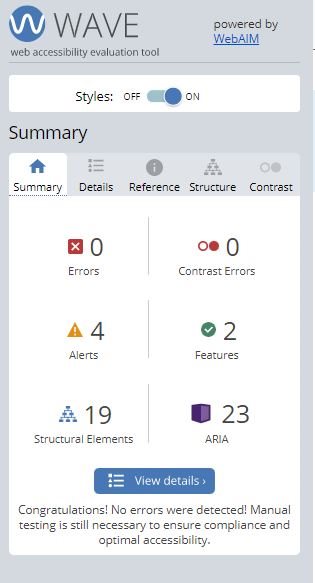 WAVE
powered by
WebAIM
web accessibility evaluation tool
Styles: OFF ON
Summary
Summary Details Reference Structure Contrast
0 0
Errors Contrast Errors
4 2
Alerts Features
19 23
Structural Elements ARIA
View details ›
Congratulations! No errors were detected! Manual
testing is still necessary to ensure compliance and
optimal accessibility.